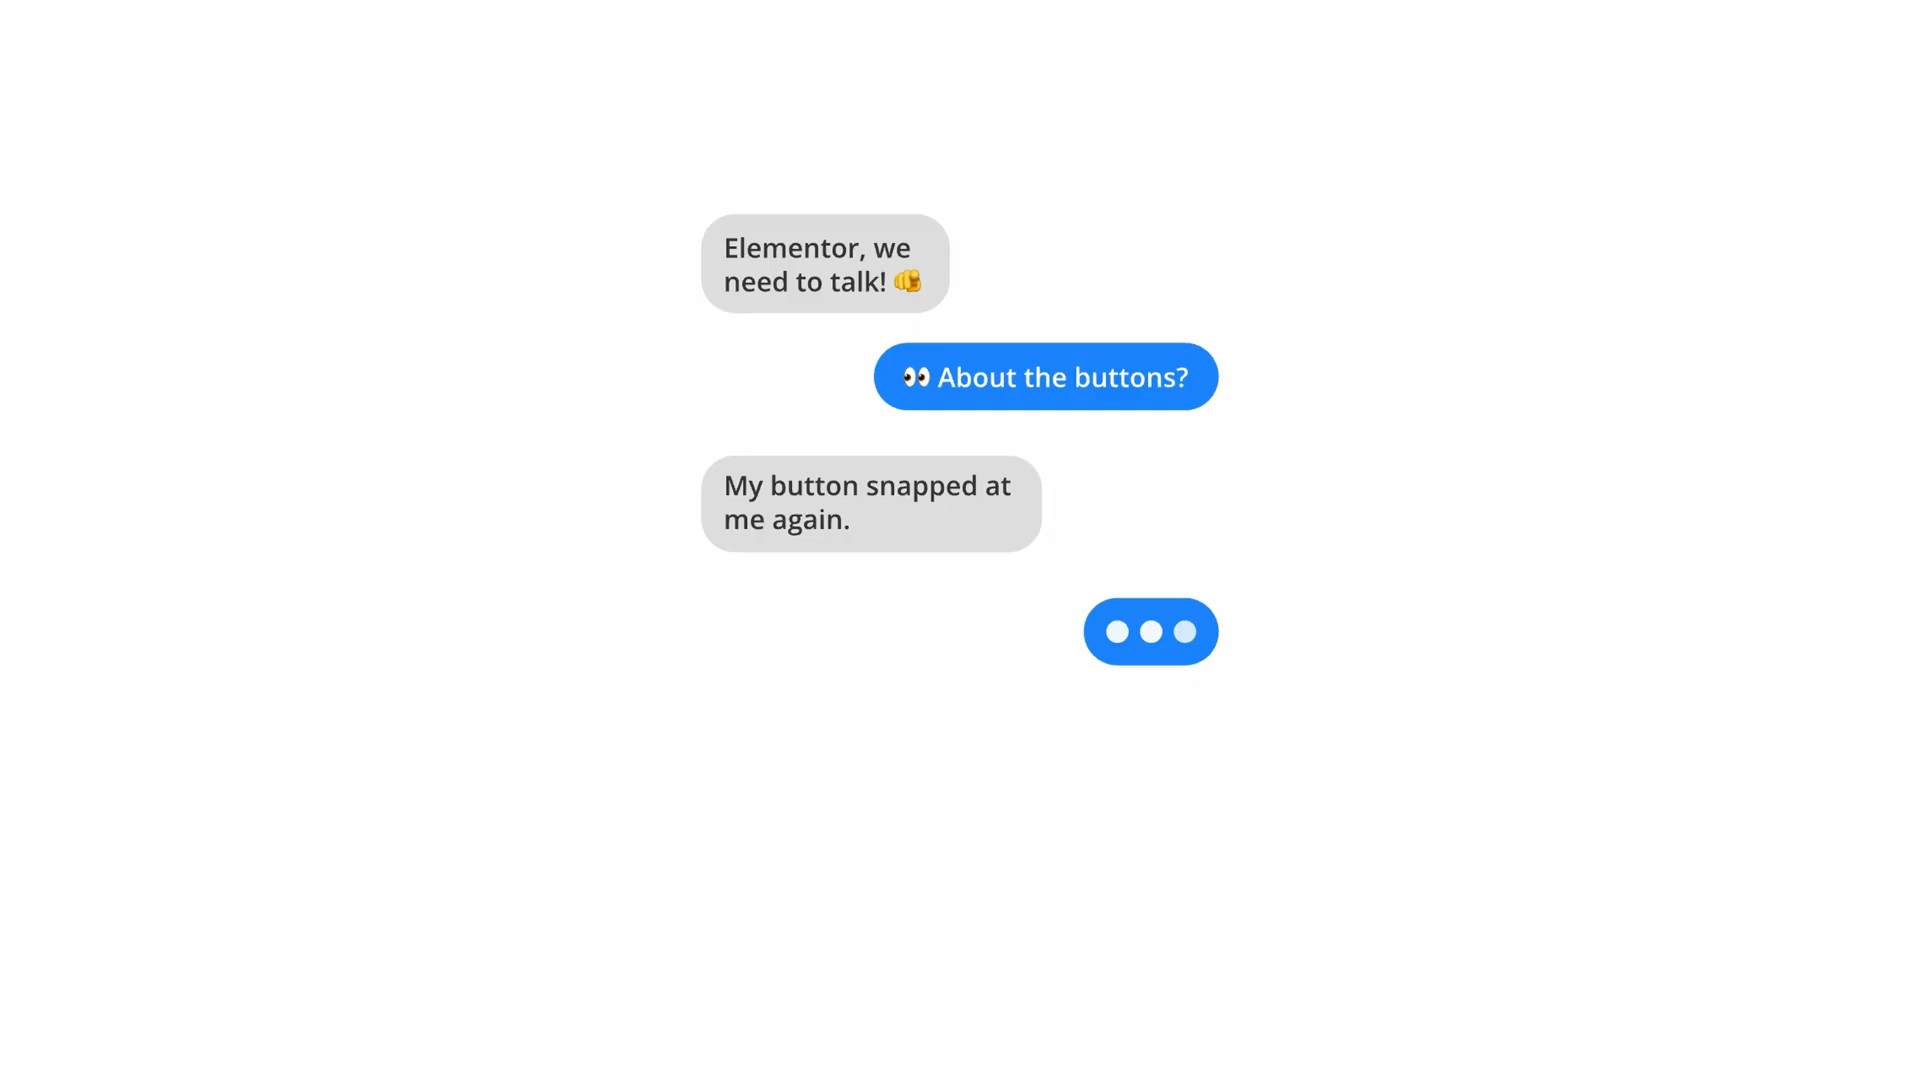 Elementor, we
need to talk! 🫵
👀 About the buttons?
My button snapped at
me again.